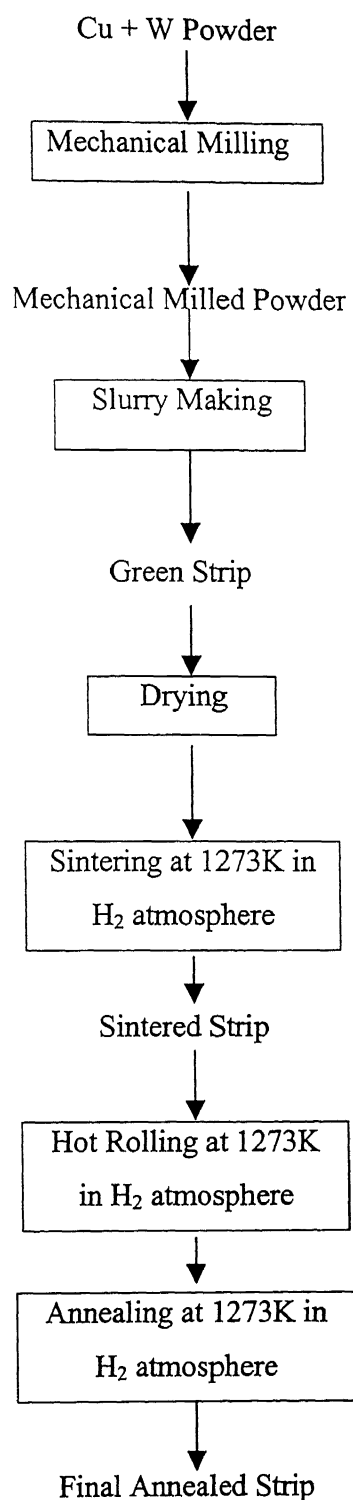 Cu + W Powder
Mechanical Milling
Mechanical Milled Powder
Slurry Making
Green Strip
Drying
Sintering at 1273K in
H₂ atmosphere
Sintered Strip
Hot Rolling at 1273K
in H₂ atmosphere
Annealing at 1273K in
H₂ atmosphere
Final Annealed Strip